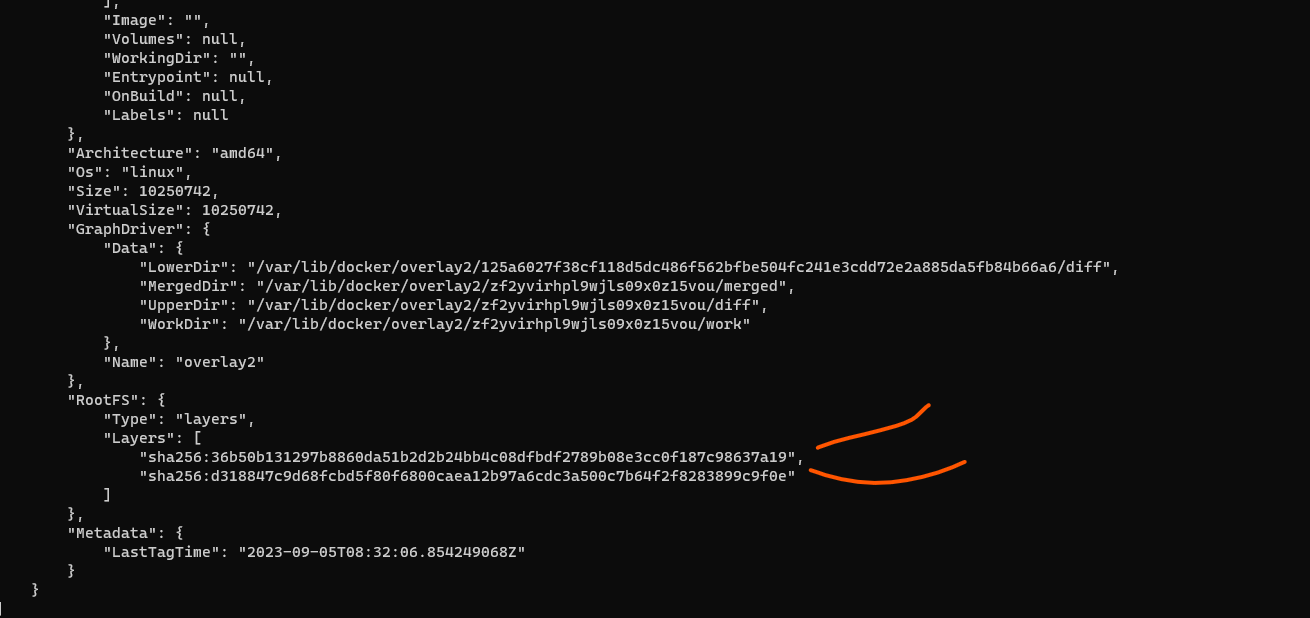 ],
"Image": "",
"Volumes": null,
"WorkingDir": "",
"Entrypoint": null,
"OnBuild": null,
"Labels": null
},
"Architecture": "amd64",
"Os": "linux",
"Size": 10250742,
"VirtualSize": 10250742,
"GraphDriver": {
"Data": {
"LowerDir": "/var/lib/docker/overlay2/125a6027f38cf118d5dc486f562bfbe504fc241e3cdd72e2a885da5fb84b66a6/diff",
"MergedDir": "/var/lib/docker/overlay2/zf2yvirhpl9wjls09x0z15vou/merged",
"UpperDir": "/var/lib/docker/overlay2/zf2yvirhpl9wjls09x0z15vou/diff",
"WorkDir": "/var/lib/docker/overlay2/zf2yvirhpl9wjls09x0z15vou/work"
},
"Name": "overlay2"
},
"RootFS": {
"Type": "layers",
"Layers": [
"sha256:36b50b131297b8860da51b2d2b24bb4c08dfbdf2789b08e3cc0f187c98637a19",
"sha256:d318847c9d68fcbd5f80f6800caea12b97a6cdc3a500c7b64f2f8283899c9f0e"
]
},
"Metadata": {
"LastTagTime": "2023-09-05T08:32:06.854249068Z"
}
}